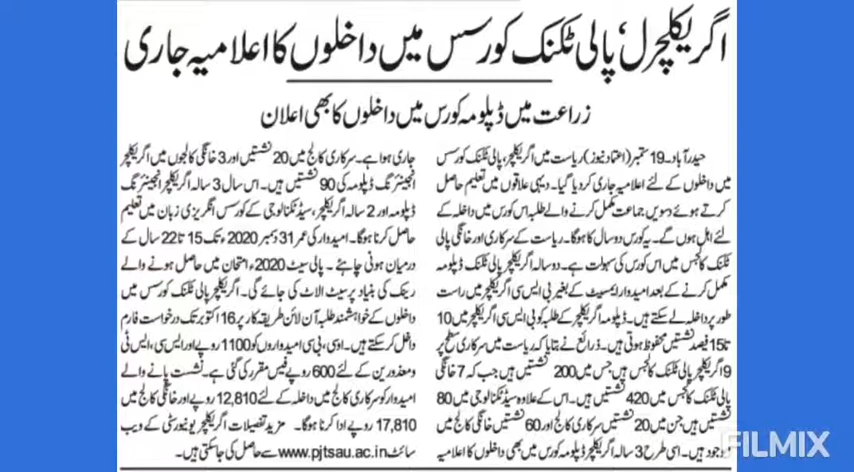 اگریکلچرل، پالی ٹکنک کورسس میں داخلوں کا اعلامیہ جاری
زراعت میں ڈپلومہ کورس میں داخلوں کا بھی اعلان
حیدرآباد۔19 ستمبر (اعتماد نیوز) ریاست میں اگریکلچر، پالی ٹکنک کورسس
میں داخلوں کے لئے اعلامیہ جاری کردیا گیا۔ دیہی علاقوں میں تعلیم حاصل
کرتے ہوئے دسویں جماعت مکمل کرنے والے طلبہ اس کورس میں داخلہ کے
لئے اہل ہوں گے۔ یہ کورس دو سال کا ہوگا۔ ریاست کے سرکاری اور خانگی پالی
ٹکنک کالجس میں اس کورس کی سہولت ہے۔ دو سالہ اگریکلچر پالی ٹکنک ڈپلومہ
مکمل کرنے کے بعد امیدوار ایمسیٹ کے بغیر بی ایس سی اگریکلچر میں راست
طور پر داخلہ لے سکتے ہیں۔ ڈپلومہ اگریکلچر کے طلبہ کو بی ایس سی اگریکلچر میں 10
تا 15 فیصد نشستیں محفوظ ہوتی ہیں۔ ذرائع نے بتایا کہ ریاست میں سرکاری سطح پر
9 اگریکلچر پالی ٹکنک کالجس ہیں جس میں 200 نشستیں ہیں جب کہ 7 خانگی
پالی ٹکنک کالجس میں 420 نشستیں ہیں۔ اس کے علاوہ سیڈ ٹکنالوجی میں 80
نشستیں ہیں جن میں 20 نشستیں سرکاری کالج اور 60 نشستیں خانگی کالج میں
موجود ہیں۔ اسی طرح 3 سالہ اگریکلچر ڈپلومہ کورس میں بھی داخلوں کا اعلامیہ
جاری ہوا ہے۔ سرکاری کالج میں 20 نشستیں اور 3 خانگی کالجوں میں اگریکلچر
انجینئرنگ ڈپلومہ کی 90 نشستیں ہیں۔ اس سال 3 سالہ اگریکلچر انجینئرنگ
ڈپلومہ اور 2 سالہ اگریکلچر، سیڈ ٹکنالوجی کے کورس انگریزی زبان میں تعلیم
حاصل کرنا ہوگا۔ امیدوار کی عمر 31 دسمبر 2020ء تک 15 تا 22 سال کے
درمیان ہونی چاہئے۔ پالی سیٹ 2020ء امتحان میں حاصل ہونے والے
رینک کی بنیاد پر سیٹ الاٹ کی جائے گی۔ اگریکلچر پالی ٹکنک کورسس میں
داخلوں کے خواہشمند طلبہ آن لائن طریقہ کار پر 16 اکتوبر تک درخواست فارم
داخل کرسکتے ہیں۔ او سی، بی سی امیدواروں کو 1100 روپے اور ایس سی، ایس ٹی
و معذورین کے لئے 600 روپے فیس مقرر کی گئی ہے۔ نشست پانے والے
امیدوار کو سرکاری کالج میں داخلہ کے لئے 12,810 روپے اور خانگی کالج میں
17,810 روپے ادا کرنا ہوگا۔ مزید تفصیلات اگریکلچر یونیورسٹی کے ویب
سائٹ www.pjtsau.ac.in سے حاصل کی جاسکتی ہیں۔
FILMIX